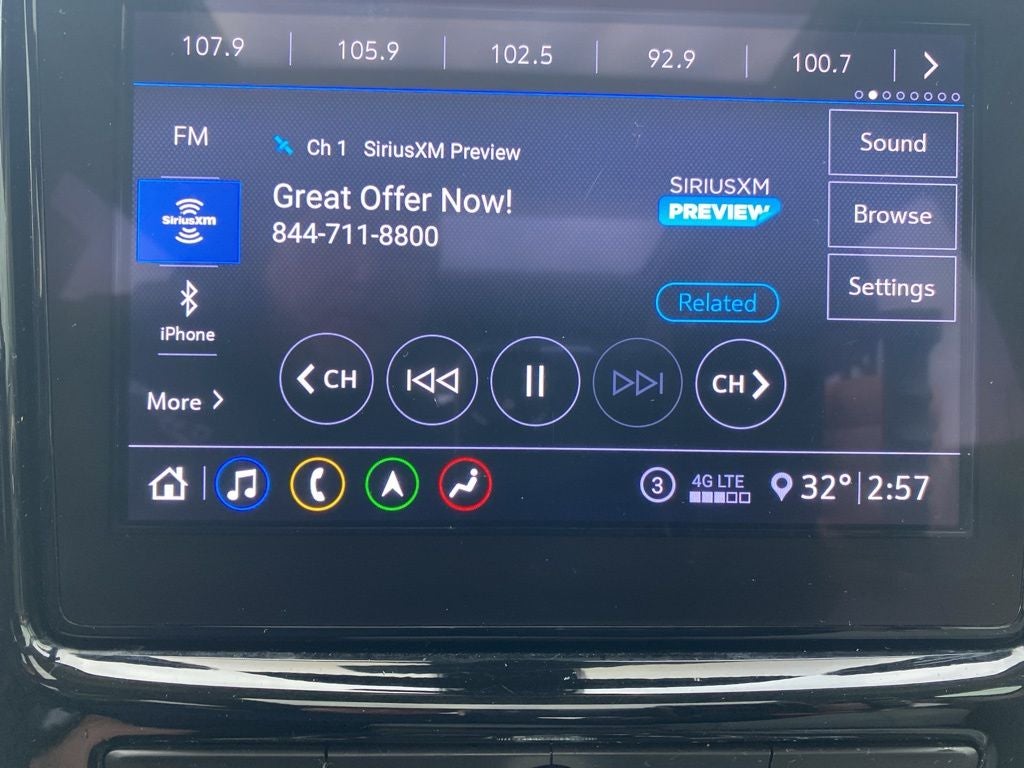 107.9 105.9 102.5 92.9 100.7
FM
Ch 1 SiriusXM Preview
Sound
Great Offer Now!
844-711-8800
SIRIUSXM
PREVIEW
SiriusXM
Browse
iPhone
Related
Settings
More
CH
CH
3
4G LTE
32° 2:57